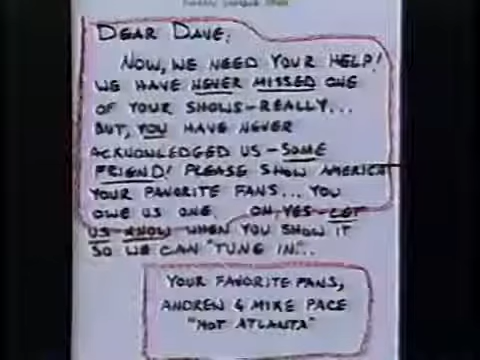 DEAR DAVE,
NOW, WE NEED YOUR HELP!
WE HAVE NEVER MISSED ONE
OF YOUR SHOWS-REALLY...
BUT, YOU HAVE NEVER
ACKNOWLEDGED US-SOME
FRIEND! PLEASE SHOW AMERICA
YOUR FAVORITE FANS... YOU
OWE US ONE. OH, YES-LET
US KNOW WHEN YOU SHOW IT
SO WE CAN "TUNE IN"...
YOUR FAVORITE FANS,
ANDREW & MIKE PACE
"HOT ATLANTA"